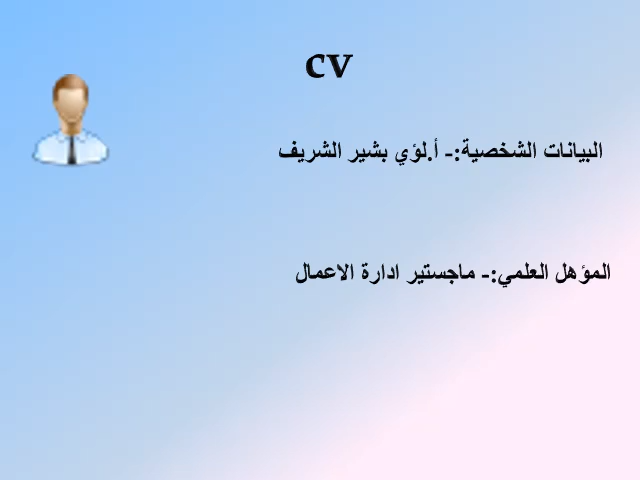 cv
البيانات الشخصية:- أ.لؤي بشير الشريف
المؤهل العلمي:- ماجستير ادارة الاعمال